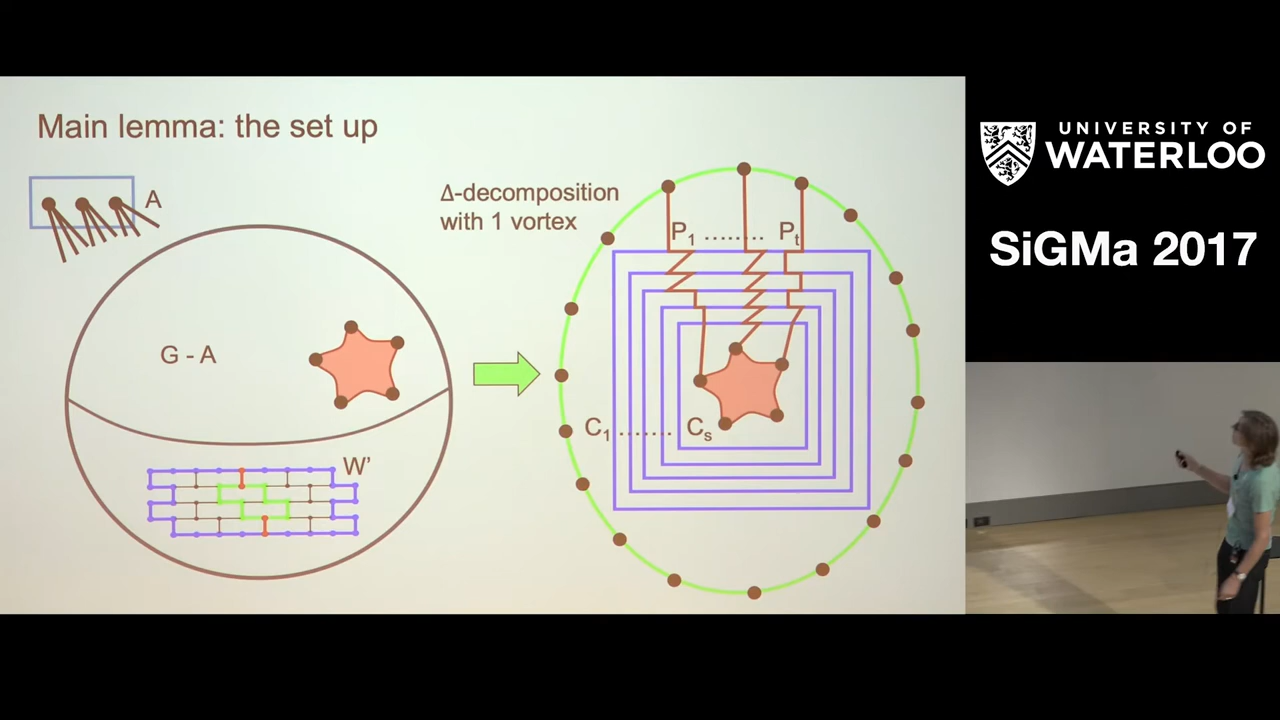 Main lemma: the set up
A
Δ-decomposition
with 1 vortex
P₁ ........ Pₜ
G - A
C₁ ....... Cₛ
W'
UNIVERSITY OF
WATERLOO
SiGMa 2017